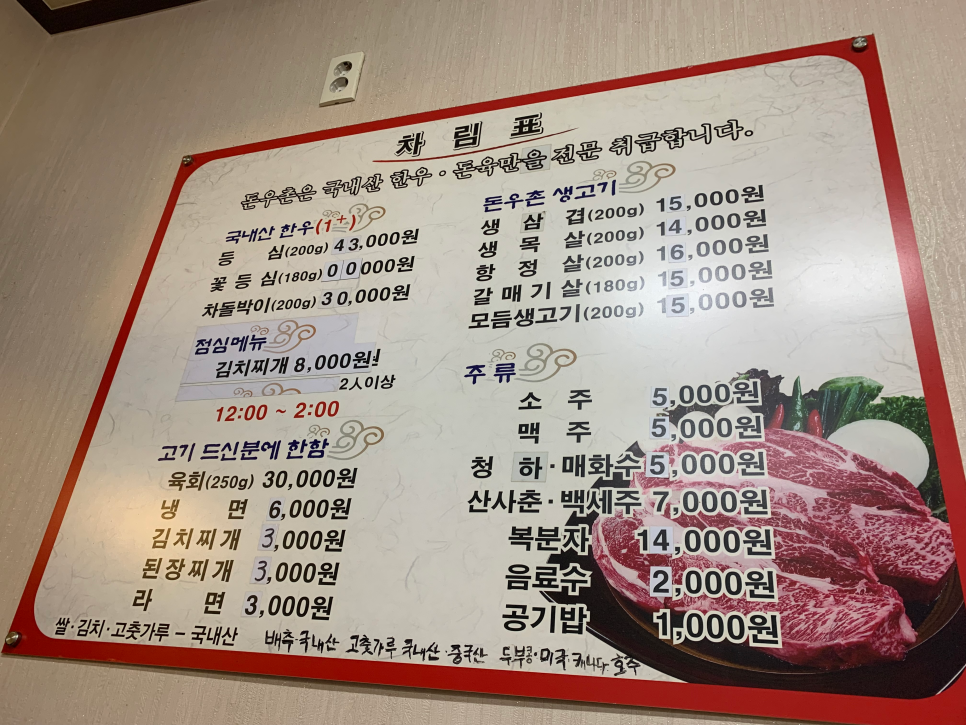 차림표
돈우촌은 국내산 한우·돈육만을 전문 취급합니다.
국내산 한우(1+)
등심(200g) 43,000원
꽃등심(180g) 00000원
차돌박이(200g) 30,000원
점심메뉴
김치찌개 8,000원
2人이상
12:00 ~ 2:00
고기 드신분에 한함
육회(250g) 30,000원
냉면 6,000원
김치찌개 3,000원
된장찌개 3,000원
라면 3,000원
돈우촌 생고기
생삼겹(200g) 15,000원
생목살(200g) 14,000원
항정살(200g) 16,000원
갈매기살(180g) 15,000원
모듬생고기(200g) 15,000원
주류
소주 5,000원
맥주 5,000원
청하·매화수 5,000원
산사춘·백세주 7,000원
복분자 14,000원
음료수 2,000원
공기밥 1,000원
쌀·김치·고춧가루 - 국내산 배추·국내산 고춧가루 국내산·중국산 두부콩·미국 캐나다 호주